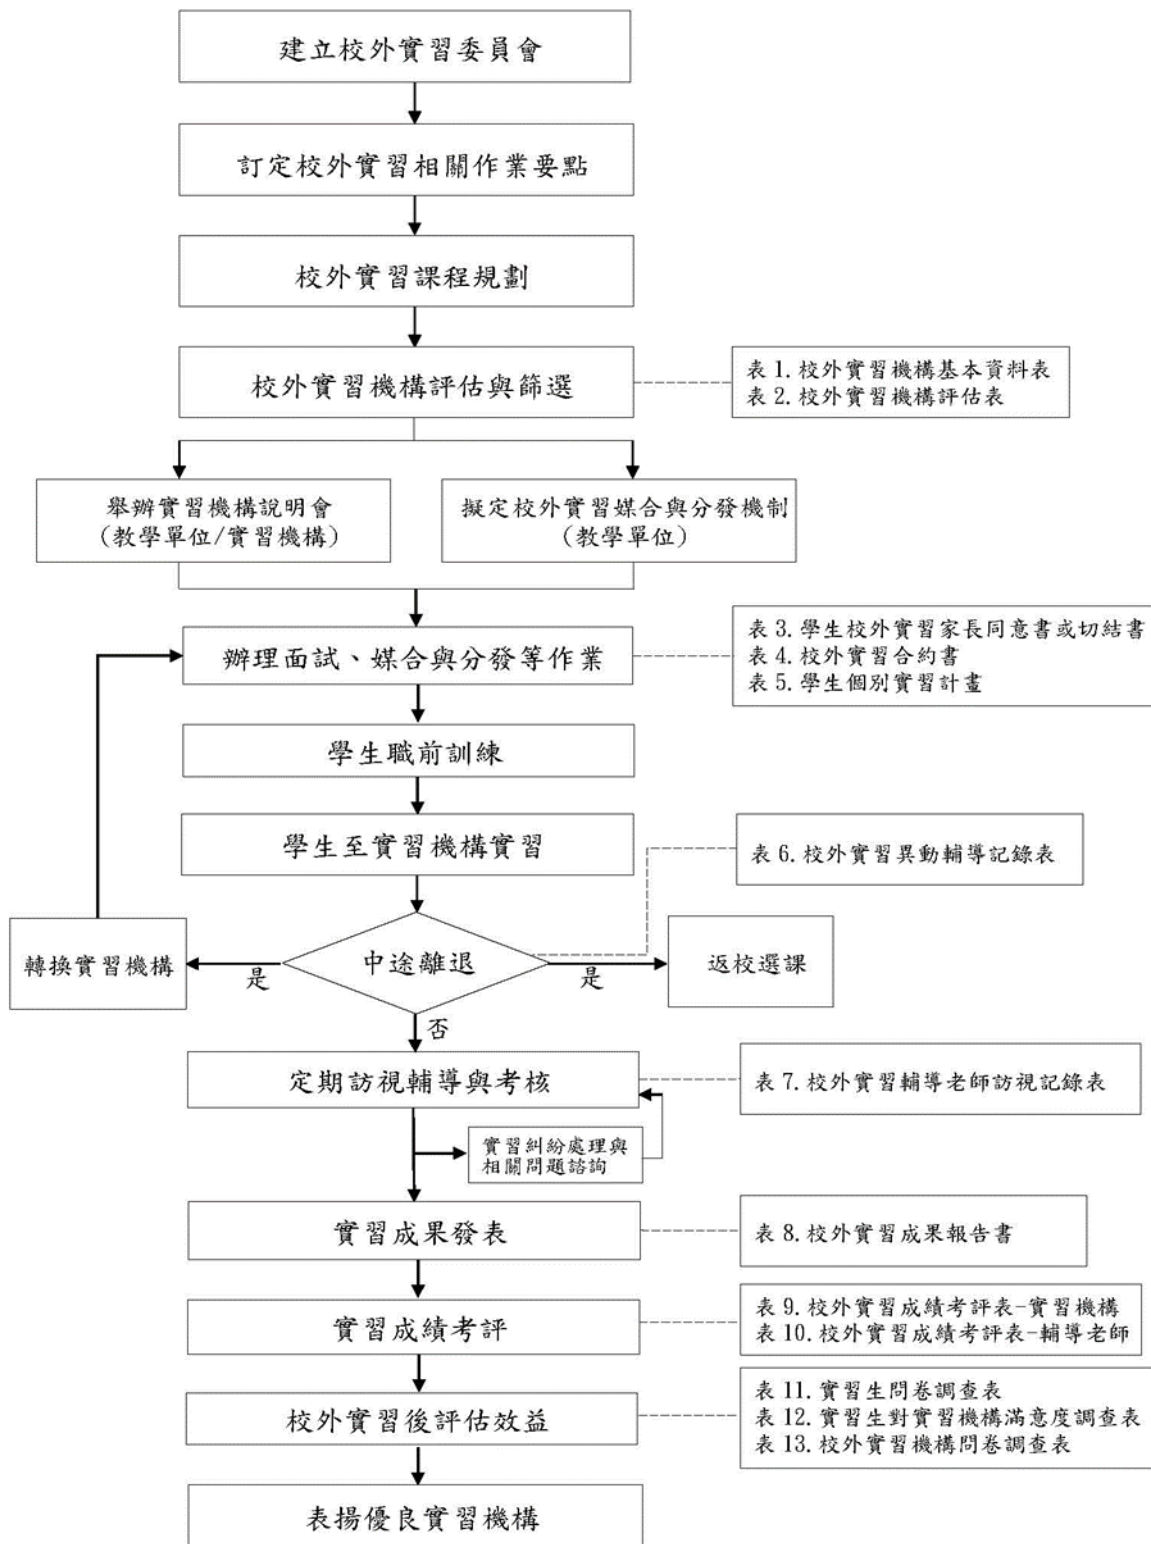 建立校外實習委員會
訂定校外實習相關作業要點
校外實習課程規劃
校外實習機構評估與篩選
表 1.校外實習機構基本資料表
表 2.校外實習機構評估表
舉辦實習機構說明會
(教學單位/實習機構)
擬定校外實習媒合與分發機制
(教學單位)
辦理面試、媒合與分發等作業
表 3.學生校外實習家長同意書或切結書
表 4.校外實習合約書
表 5.學生個別實習計畫
學生職前訓練
學生至實習機構實習
表 6.校外實習異動輔導記錄表
轉換實習機構
是
中途離退
是
返校選課
否
定期訪視輔導與考核
表 7.校外實習輔導老師訪視記錄表
實習糾紛處理與
相關問題諮詢
實習成果發表
表 8.校外實習成果報告書
實習成績考評
表 9.校外實習成績考評表-實習機構
表 10.校外實習成績考評表-輔導老師
校外實習後評估效益
表 11.實習生問卷調查表
表 12.實習生對實習機構滿意度調查表
表 13.校外實習機構問卷調查表
表揚優良實習機構